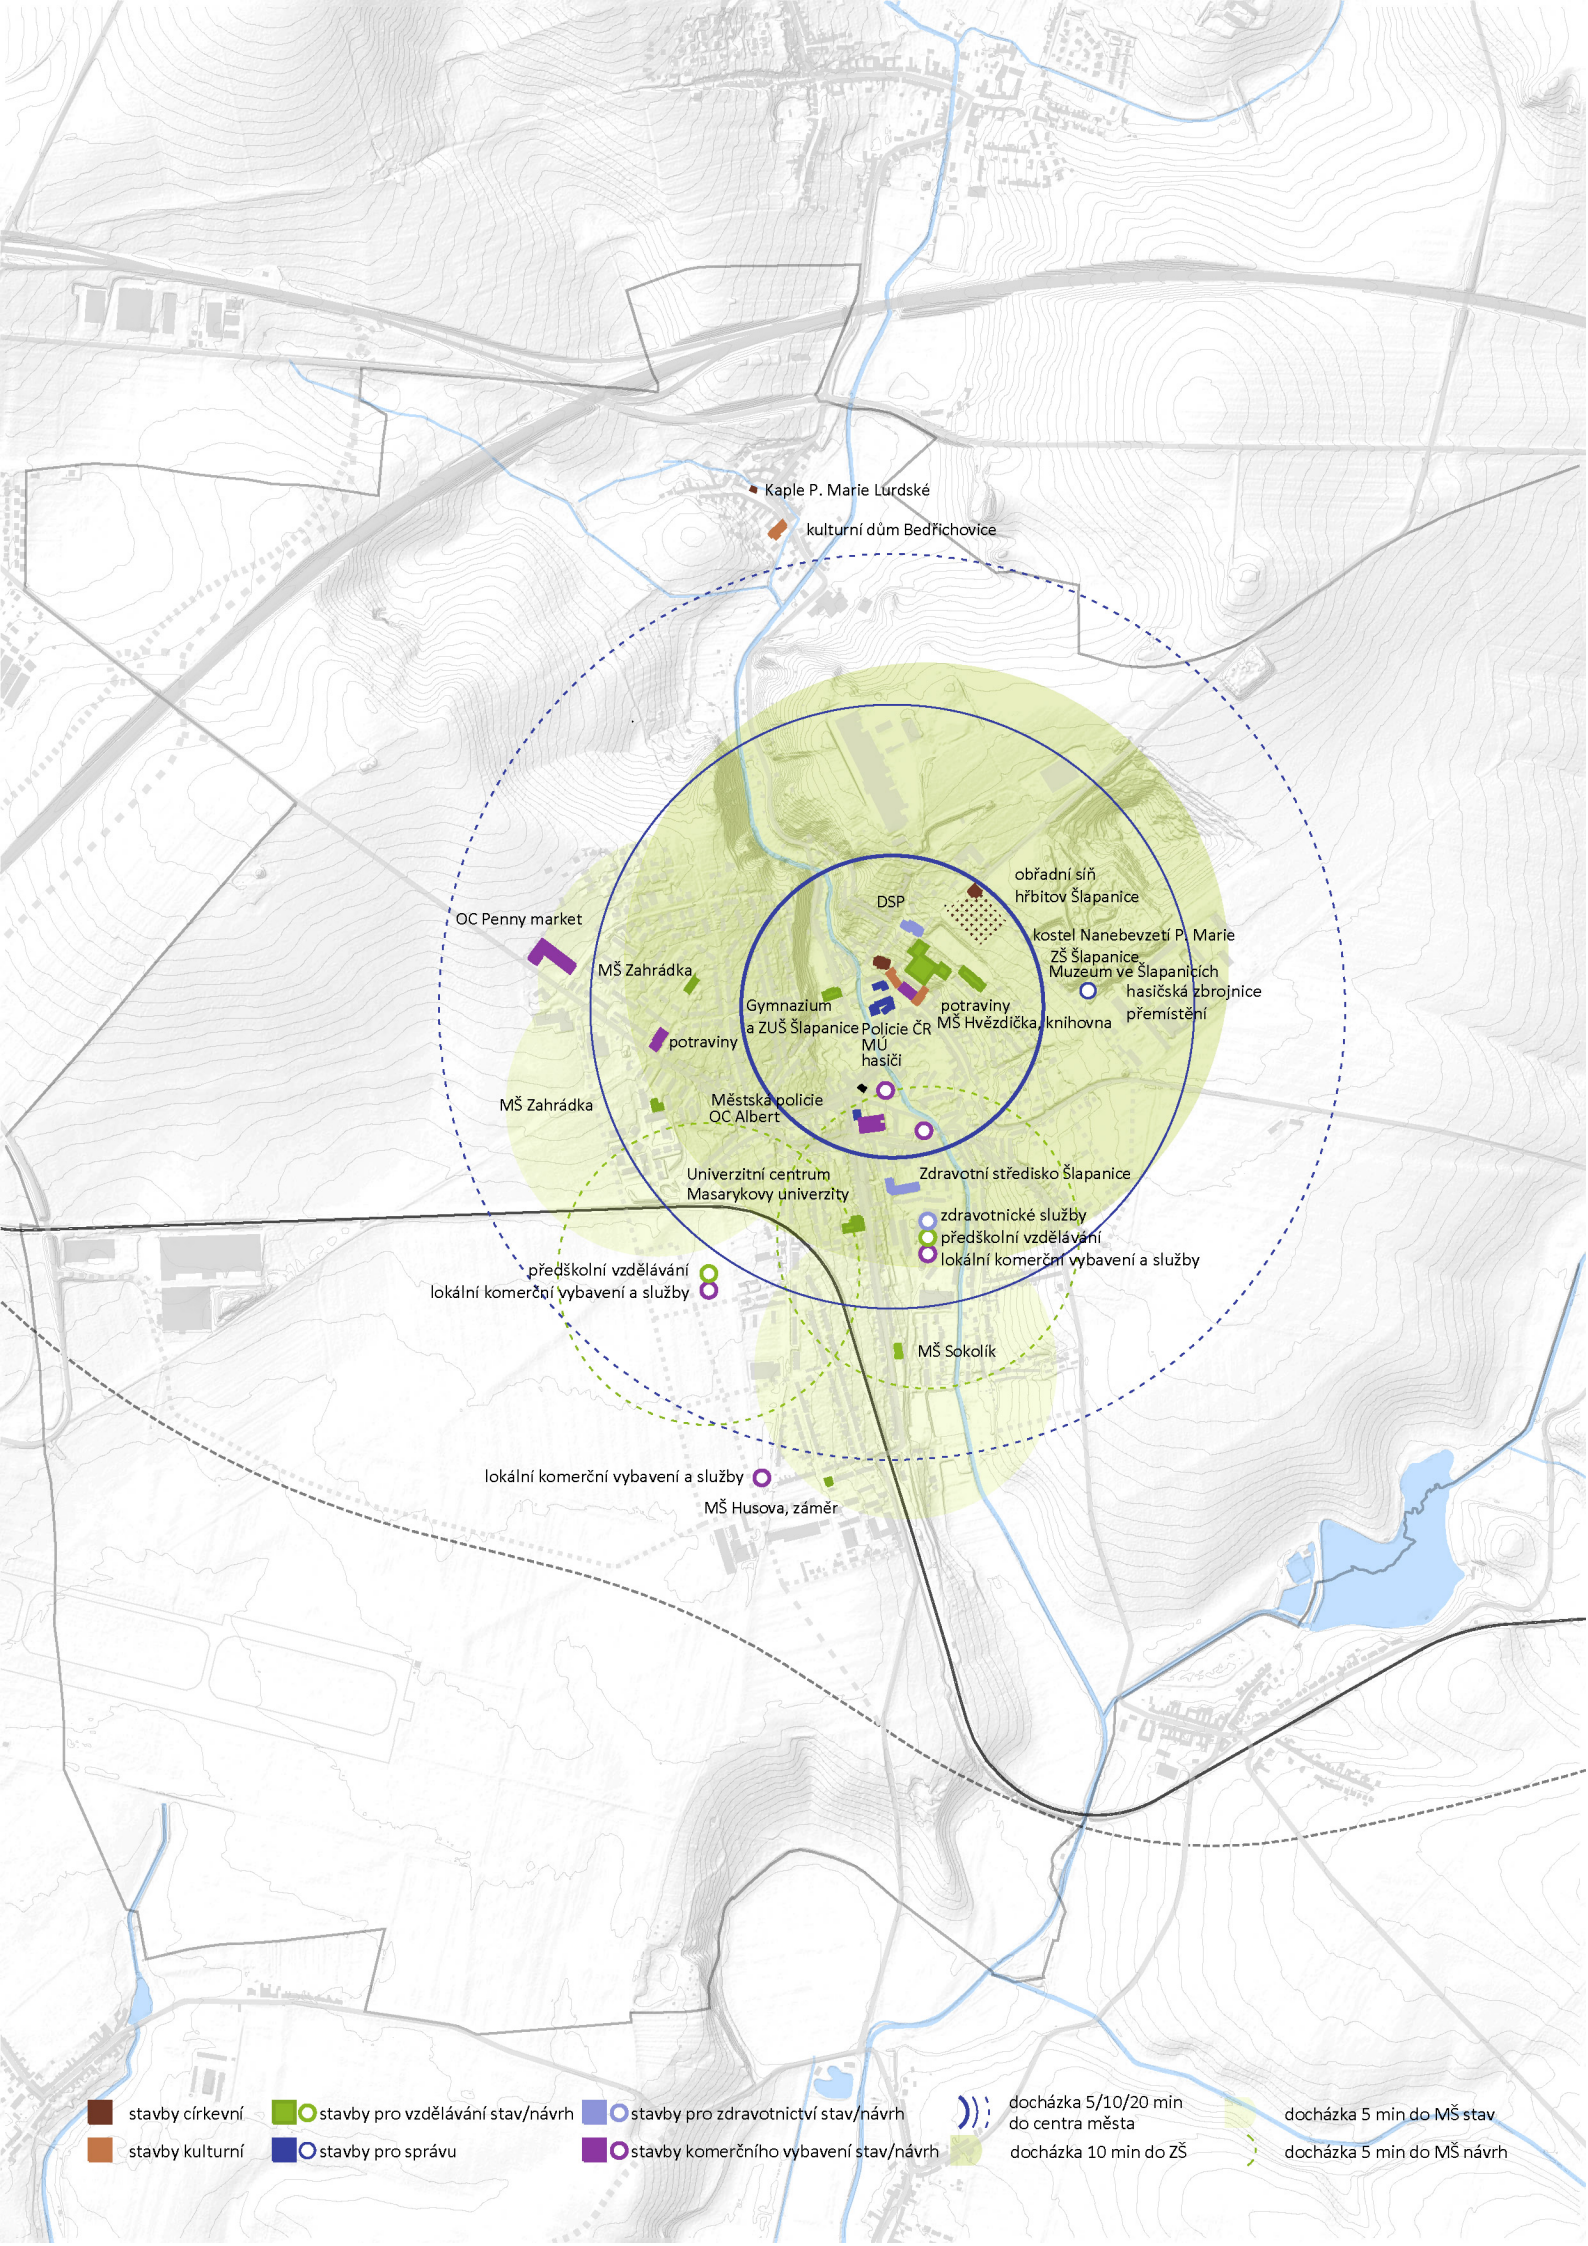 Kaple P. Marie Lurdské
kulturní dům Bedřichovice
obřadní síň
hřbitov Šlapanice
DSP
OC Penny market
kostel Nanebevzetí P. Marie
ZŠ Šlapanice
Muzeum ve Šlapanicích
MŠ Zahrádka
hasičská zbrojnice
přemístění
Gymnazium
a ZUŠ Šlapanice
potraviny
MŠ Hvězdička, knihovna
Policie ČR
MÚ
hasiči
potraviny
MŠ Zahrádka
Městská policie
OC Albert
Univerzitní centrum
Masarykovy univerzity
Zdravotní středisko Šlapanice
zdravotnické služby
předškolní vzdělávání
lokální komerční vybavení a služby
předškolní vzdělávání
lokální komerční vybavení a služby
MŠ Sokolík
lokální komerční vybavení a služby
MŠ Husova, záměr
stavby církevní
stavby kulturní
stavby pro vzdělávání stav/návrh
stavby pro správu
stavby pro zdravotnictví stav/návrh
stavby komerčního vybavení stav/návrh
docházka 5/10/20 min
do centra města
docházka 10 min do ZŠ
docházka 5 min do MŠ stav
docházka 5 min do MŠ návrh